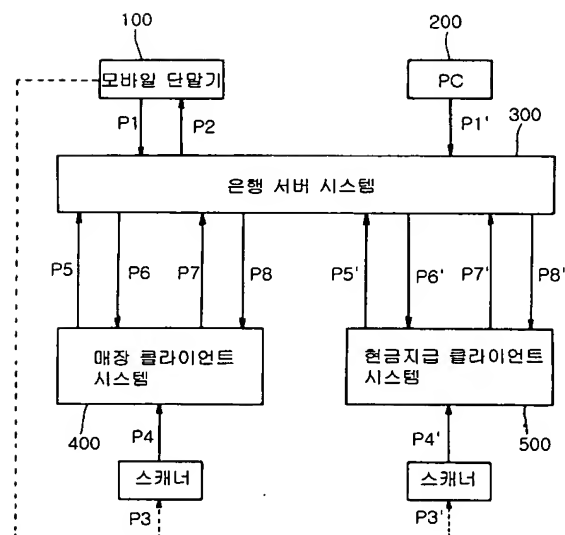 100
200
모바일 단말기
PC
P1
P2
P1'
300
은행 서버 시스템
P5
P6
P7
P8
P5'
P6'
P7'
P8'
매장 클라이언트
시스템
현금지급 클라이언트
시스템
400
P4
P4'
500
스캐너
스캐너
P3
P3'